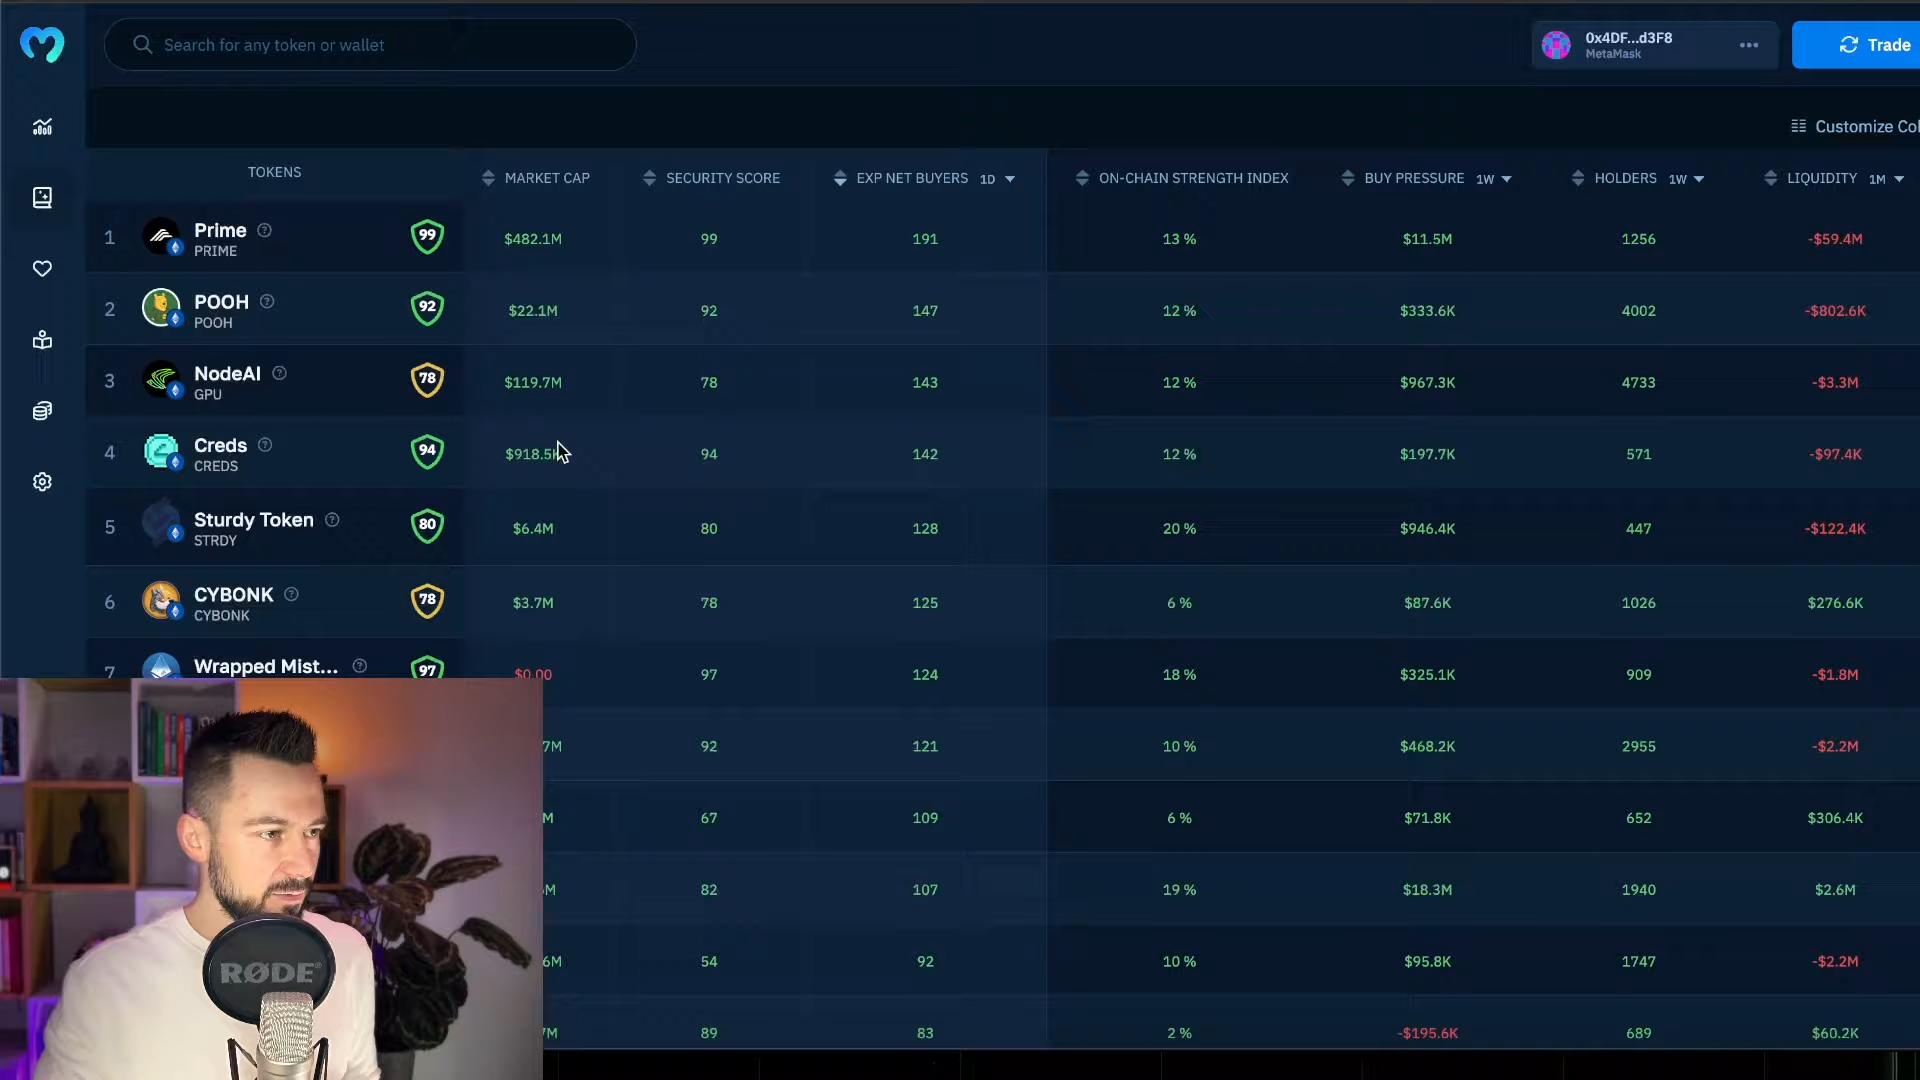 Search for any token or wallet
0x4DF...d3F8
MetaMask
Trade
Customize Col
TOKENS MARKET CAP SECURITY SCORE EXP NET BUYERS 1D ON-CHAIN STRENGTH INDEX BUY PRESSURE 1W HOLDERS 1W LIQUIDITY 1M
1 Prime PRIME 99 $482.1M 99 191 13 % $11.5M 1256 -$59.4M
2 POOH POOH 92 $22.1M 92 147 12 % $333.6K 4002 -$802.6K
3 NodeAI GPU 78 $119.7M 78 143 12 % $967.3K 4733 -$3.3M
4 Creds CREDS 94 $918.5K 94 142 12 % $197.7K 571 -$97.4K
5 Sturdy Token STRDY 80 $6.4M 80 128 20 % $946.4K 447 -$122.4K
6 CYBONK CYBONK 78 $3.7M 78 125 6 % $87.6K 1026 $276.6K
7 Wrapped Mist... 97 $0.00 97 124 18 % $325.1K 909 -$1.8M
7M 92 121 10 % $468.2K 2955 -$2.2M
M 67 109 6 % $71.8K 652 $306.4K
M 82 107 19 % $18.3M 1940 $2.6M
6M 54 92 10 % $95.8K 1747 -$2.2M
M 89 83 2 % -$195.6K 689 $60.2K
RØDE